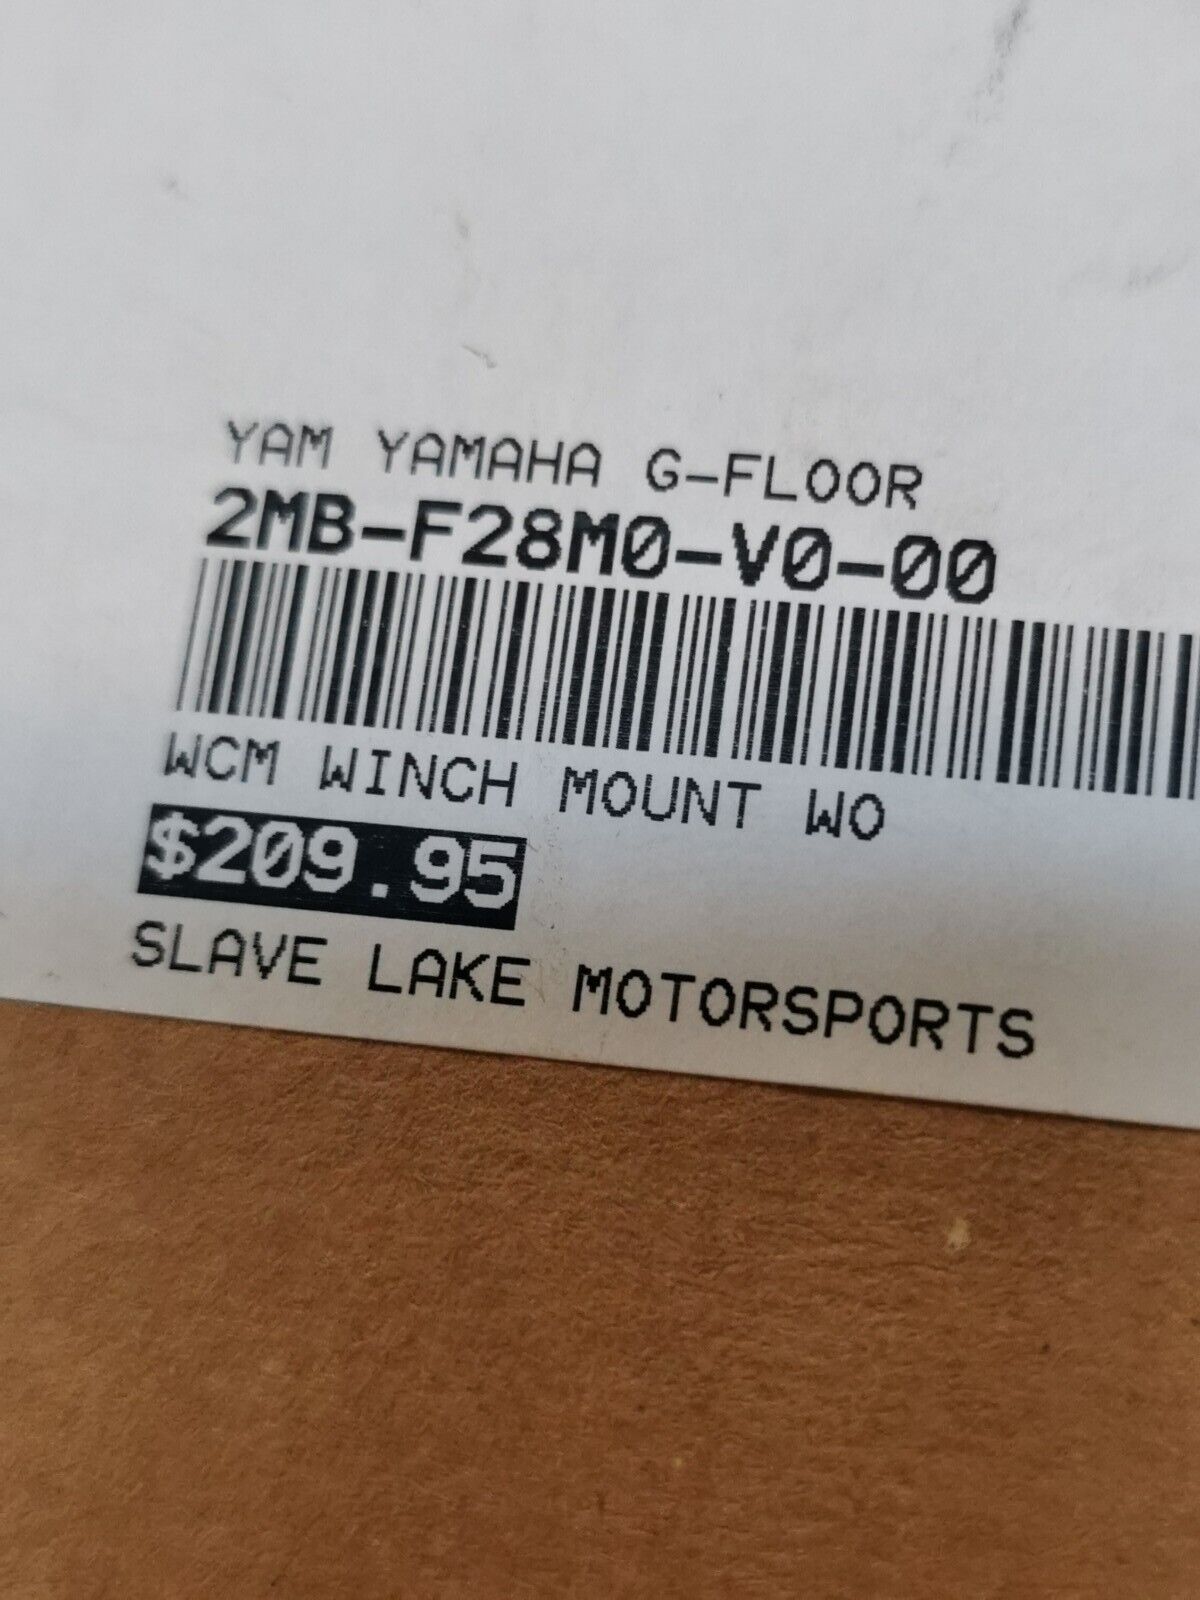 YAM YAMAHA G-FLOOR
2MB-F28M0-V0-00
WCM WINCH MOUNT WO
$209.95
SLAVE LAKE MOTORSPORTS